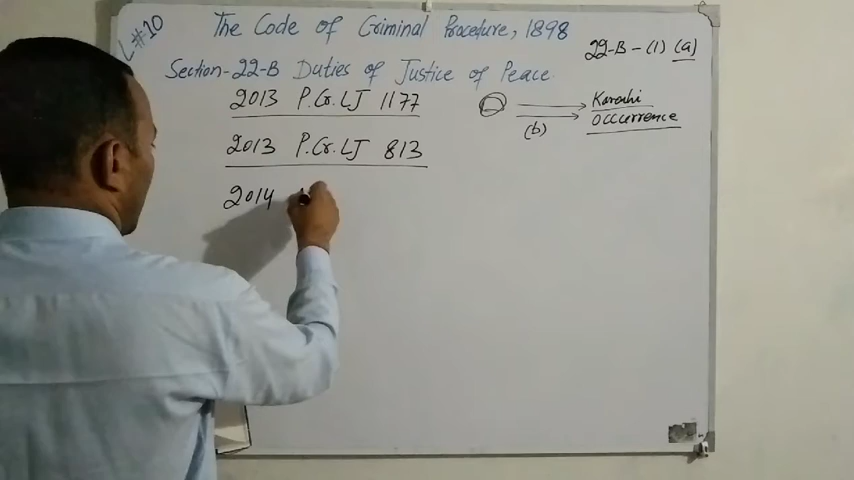 L#10
The Code of Criminal Procedure, 1898
22-B-(1) (a)
Section-22-B Duties of Justice of Peace.
2013 P.Cr.LJ 1177
Karachi
occurrence
(b)
2013 P.Cr.LJ 813
2014